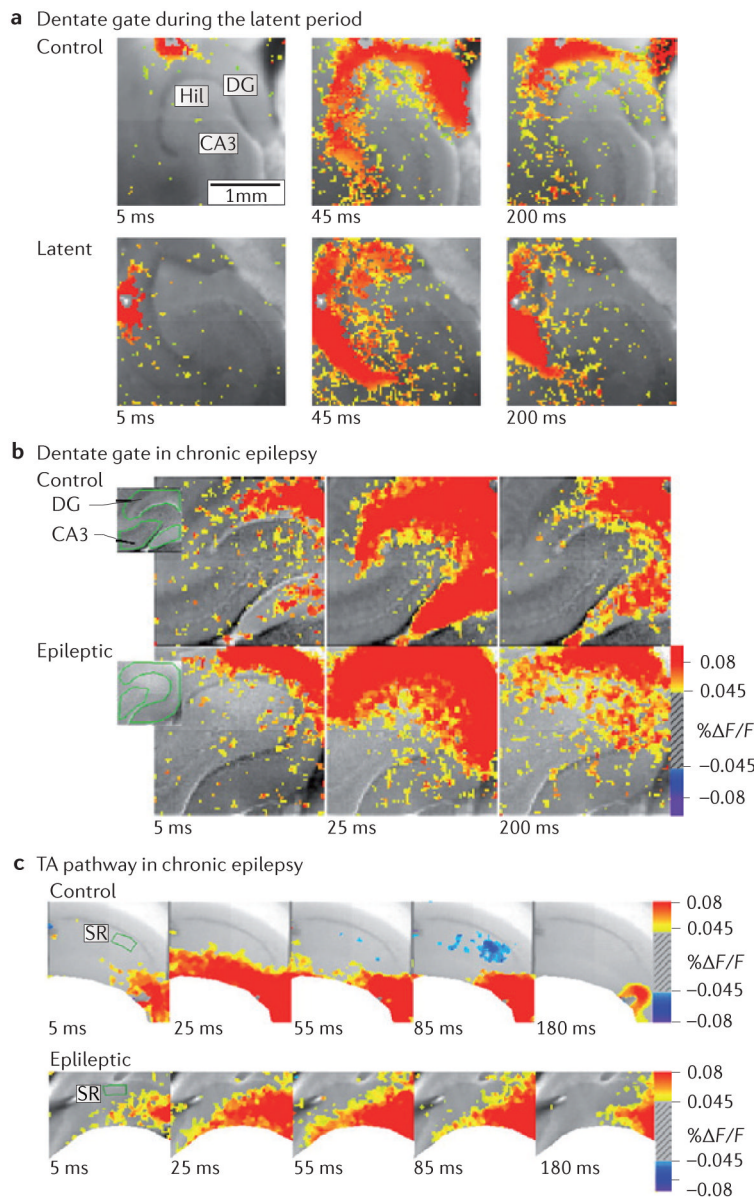 a Dentate gate during the latent period
Control
Hil
DG
CA3
1mm
5 ms
45 ms
200 ms
Latent
5 ms
45 ms
200 ms
b Dentate gate in chronic epilepsy
Control
DG
CA3
Epileptic
0.08
0.045
%ΔF/F
−0.045
−0.08
5 ms
25 ms
200 ms
c TA pathway in chronic epilepsy
Control
SR
0.08
0.045
%ΔF/F
−0.045
−0.08
5 ms
25 ms
55 ms
85 ms
180 ms
Eplileptic
SR
0.08
0.045
%ΔF/F
−0.045
−0.08
5 ms
25 ms
55 ms
85 ms
180 ms